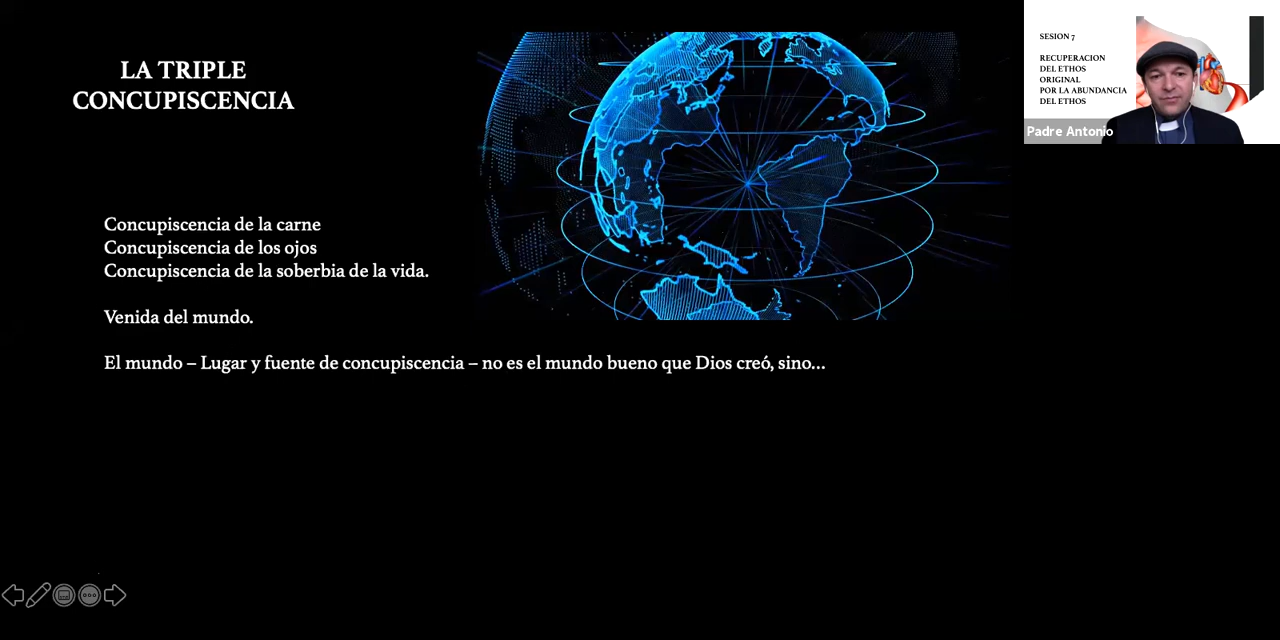 LA TRIPLE
CONCUPISCENCIA
Concupiscencia de la carne
Concupiscencia de los ojos
Concupiscencia de la soberbia de la vida.
Venida del mundo.
El mundo – Lugar y fuente de concupiscencia – no es el mundo bueno que Dios creó, sino...
SESION 7
RECUPERACION
DEL ETHOS
ORIGINAL
POR LA ABUNDANCIA
DEL ETHOS
Padre Antonio